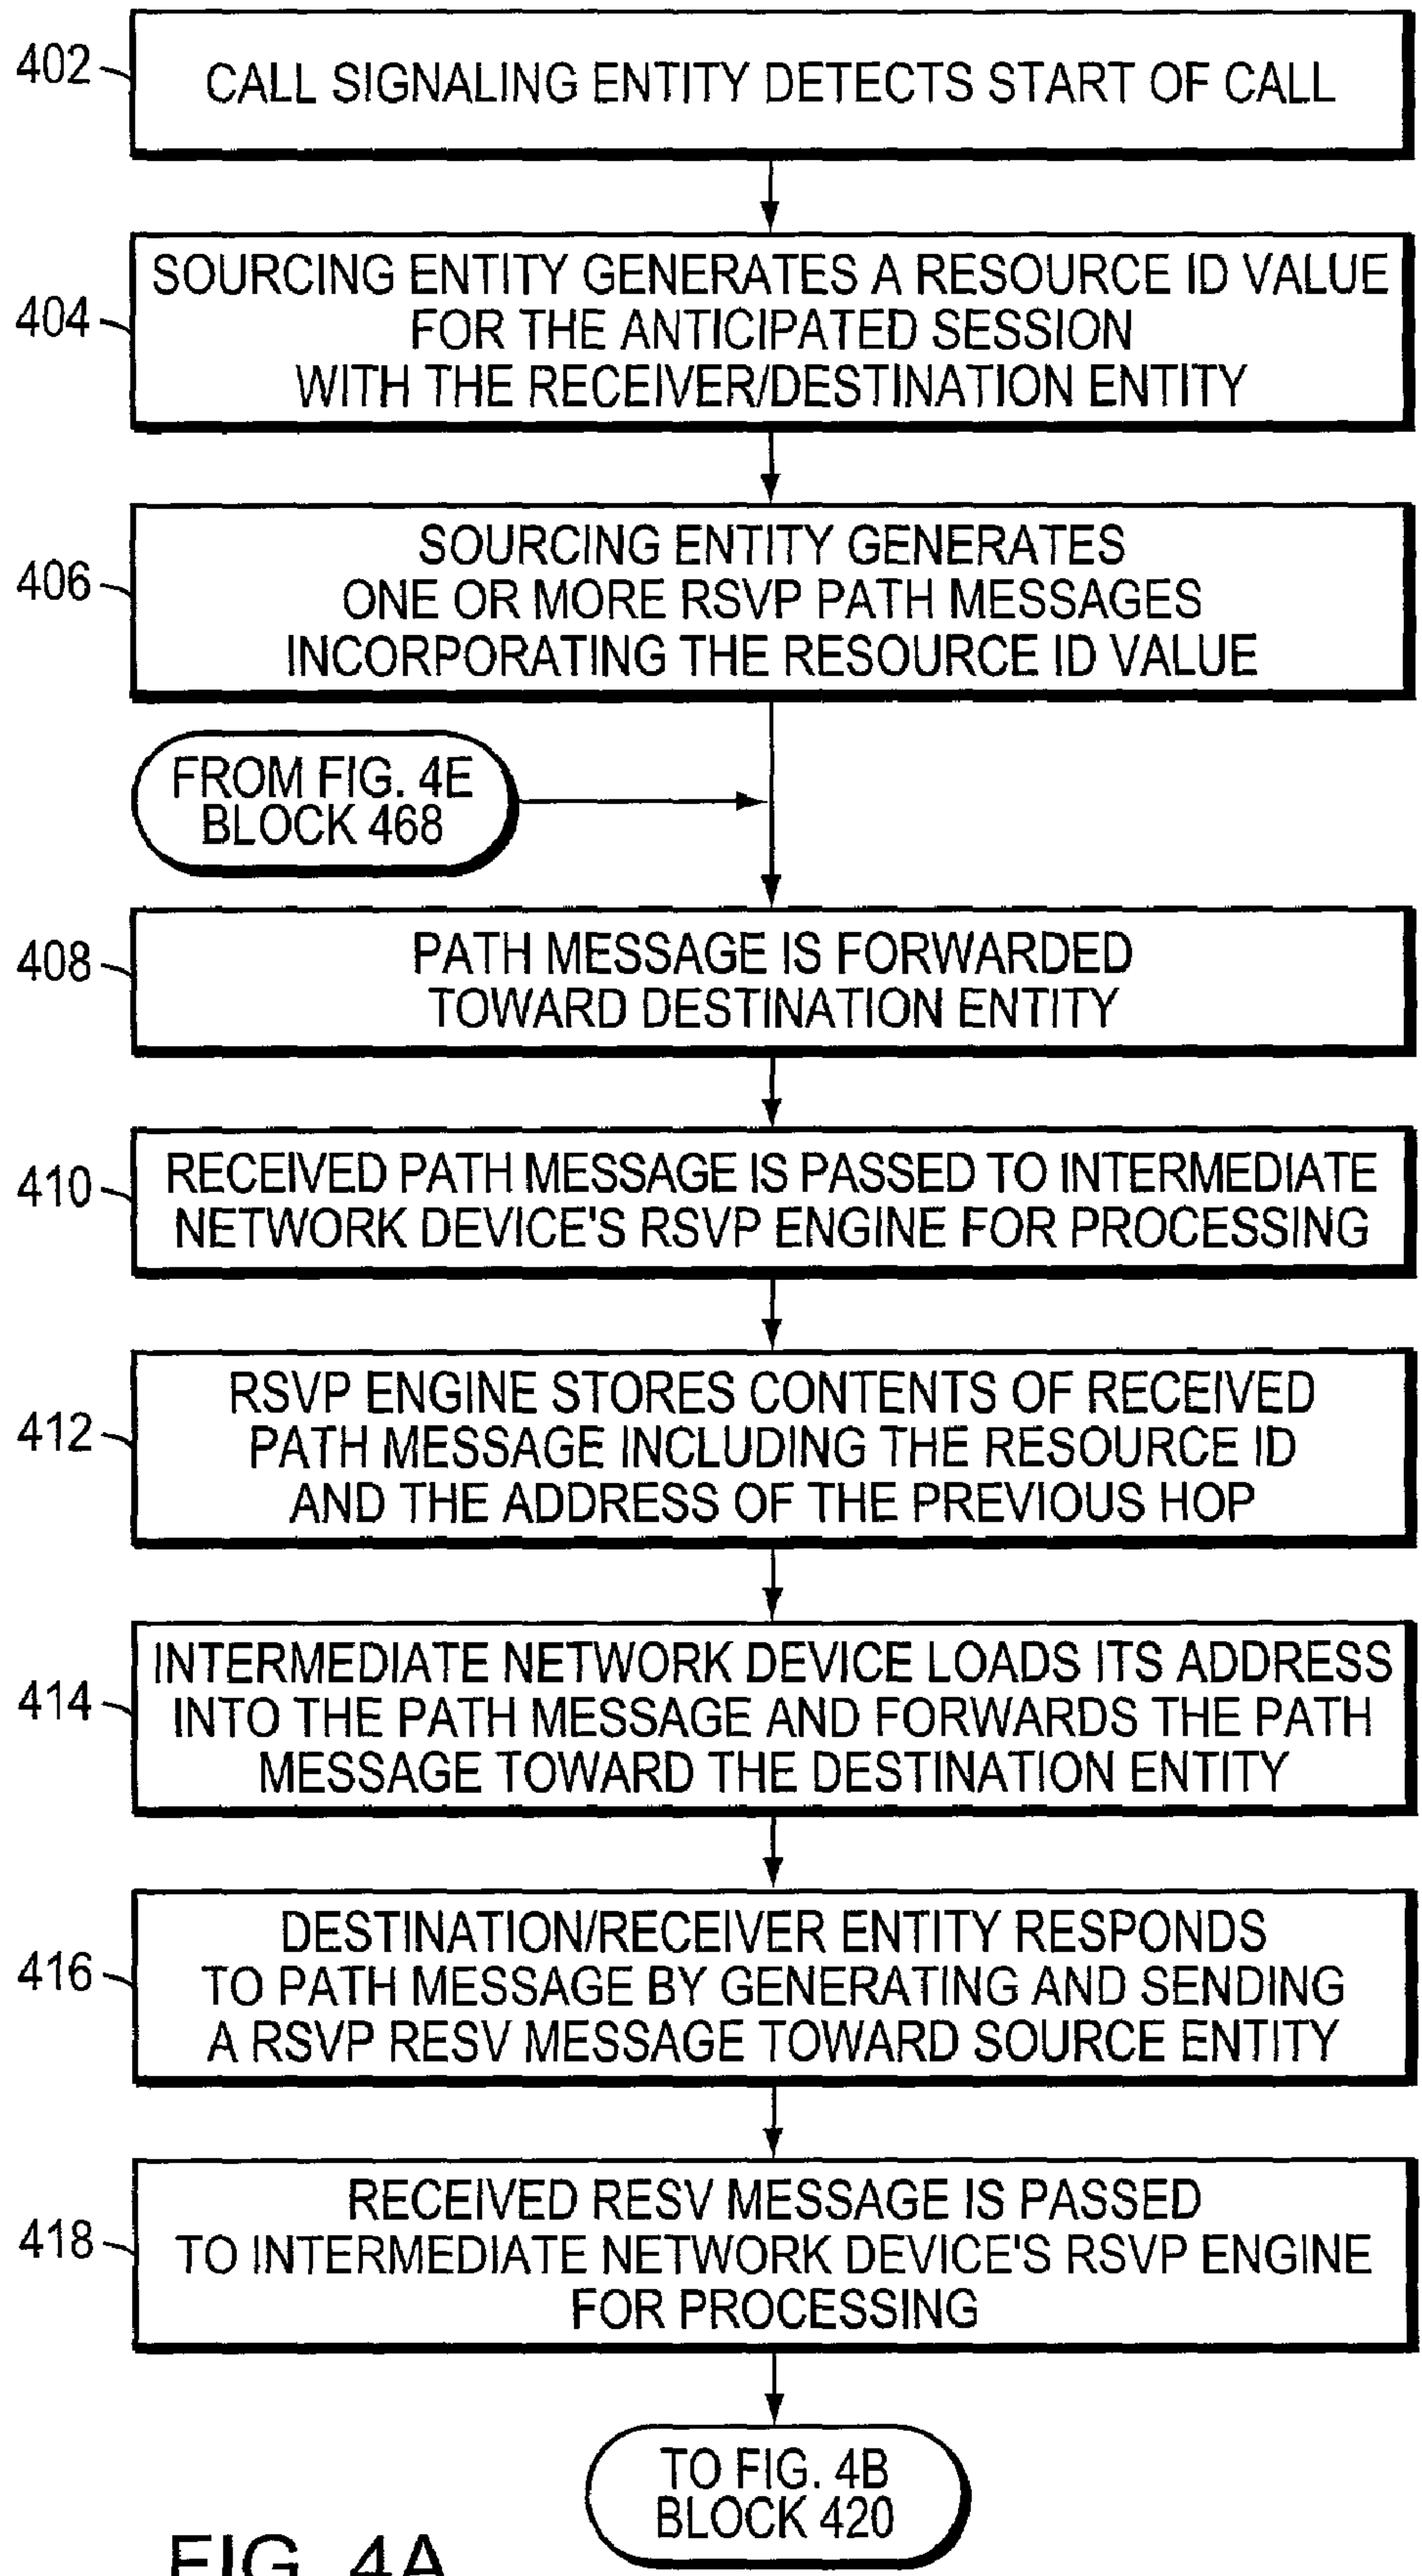 402
CALL SIGNALING ENTITY DETECTS START OF CALL
404
SOURCING ENTITY GENERATES A RESOURCE ID VALUE
FOR THE ANTICIPATED SESSION
WITH THE RECEIVER/DESTINATION ENTITY
406
SOURCING ENTITY GENERATES
ONE OR MORE RSVP PATH MESSAGES
INCORPORATING THE RESOURCE ID VALUE
FROM FIG. 4E
BLOCK 468
408
PATH MESSAGE IS FORWARDED
TOWARD DESTINATION ENTITY
410
RECEIVED PATH MESSAGE IS PASSED TO INTERMEDIATE
NETWORK DEVICE'S RSVP ENGINE FOR PROCESSING
412
RSVP ENGINE STORES CONTENTS OF RECEIVED
PATH MESSAGE INCLUDING THE RESOURCE ID
AND THE ADDRESS OF THE PREVIOUS HOP
414
INTERMEDIATE NETWORK DEVICE LOADS ITS ADDRESS
INTO THE PATH MESSAGE AND FORWARDS THE PATH
MESSAGE TOWARD THE DESTINATION ENTITY
416
DESTINATION/RECEIVER ENTITY RESPONDS
TO PATH MESSAGE BY GENERATING AND SENDING
A RSVP RESV MESSAGE TOWARD SOURCE ENTITY
418
RECEIVED RESV MESSAGE IS PASSED
TO INTERMEDIATE NETWORK DEVICE'S RSVP ENGINE
FOR PROCESSING
TO FIG. 4B
BLOCK 420
FIG. 4A